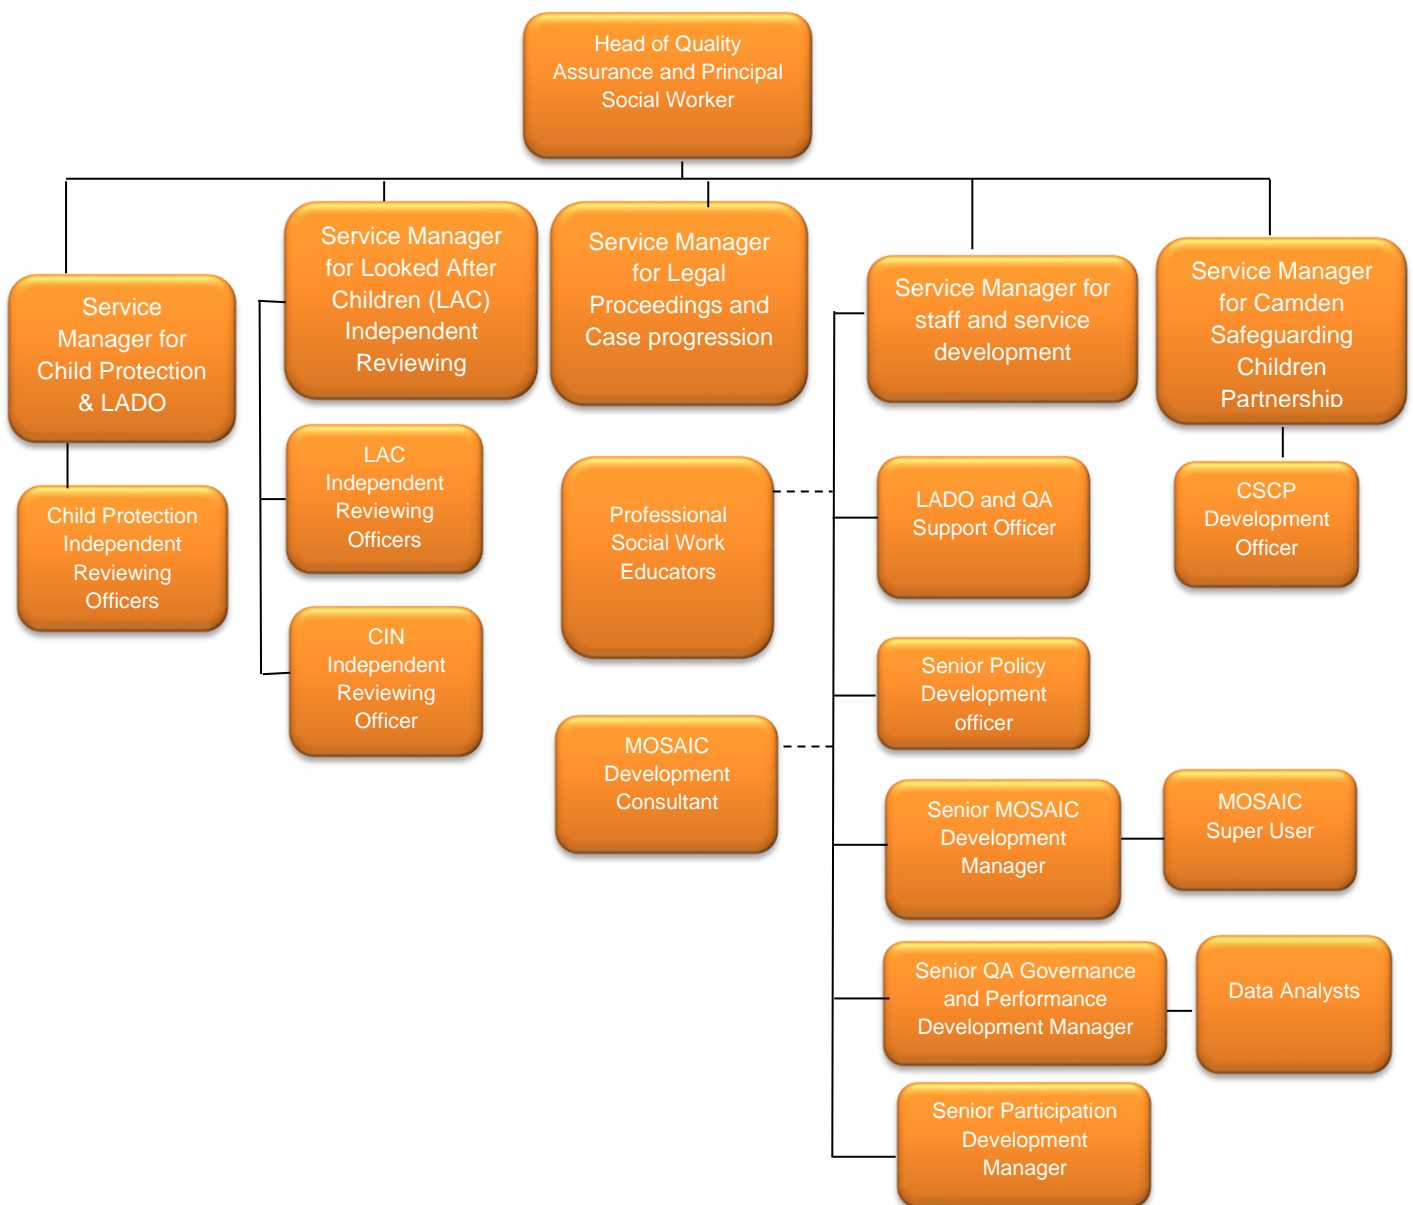 Head of Quality
Assurance and Principal
Social Worker
Service
Manager for
Child Protection
& LADO
Service Manager
for Looked After
Children (LAC)
Independent
Reviewing
Service Manager
for Legal
Proceedings and
Case progression
Service Manager for
staff and service
development
Service Manager
for Camden
Safeguarding
Children
Partnership
Child Protection
Independent
Reviewing
Officers
LAC
Independent
Reviewing
Officers
CIN
Independent
Reviewing
Officer
Professional
Social Work
Educators
MOSAIC
Development
Consultant
LADO and QA
Support Officer
Senior Policy
Development
officer
Senior MOSAIC
Development
Manager
MOSAIC
Super User
Senior QA Governance
and Performance
Development Manager
Data Analysts
Senior Participation
Development
Manager
CSCP
Development
Officer